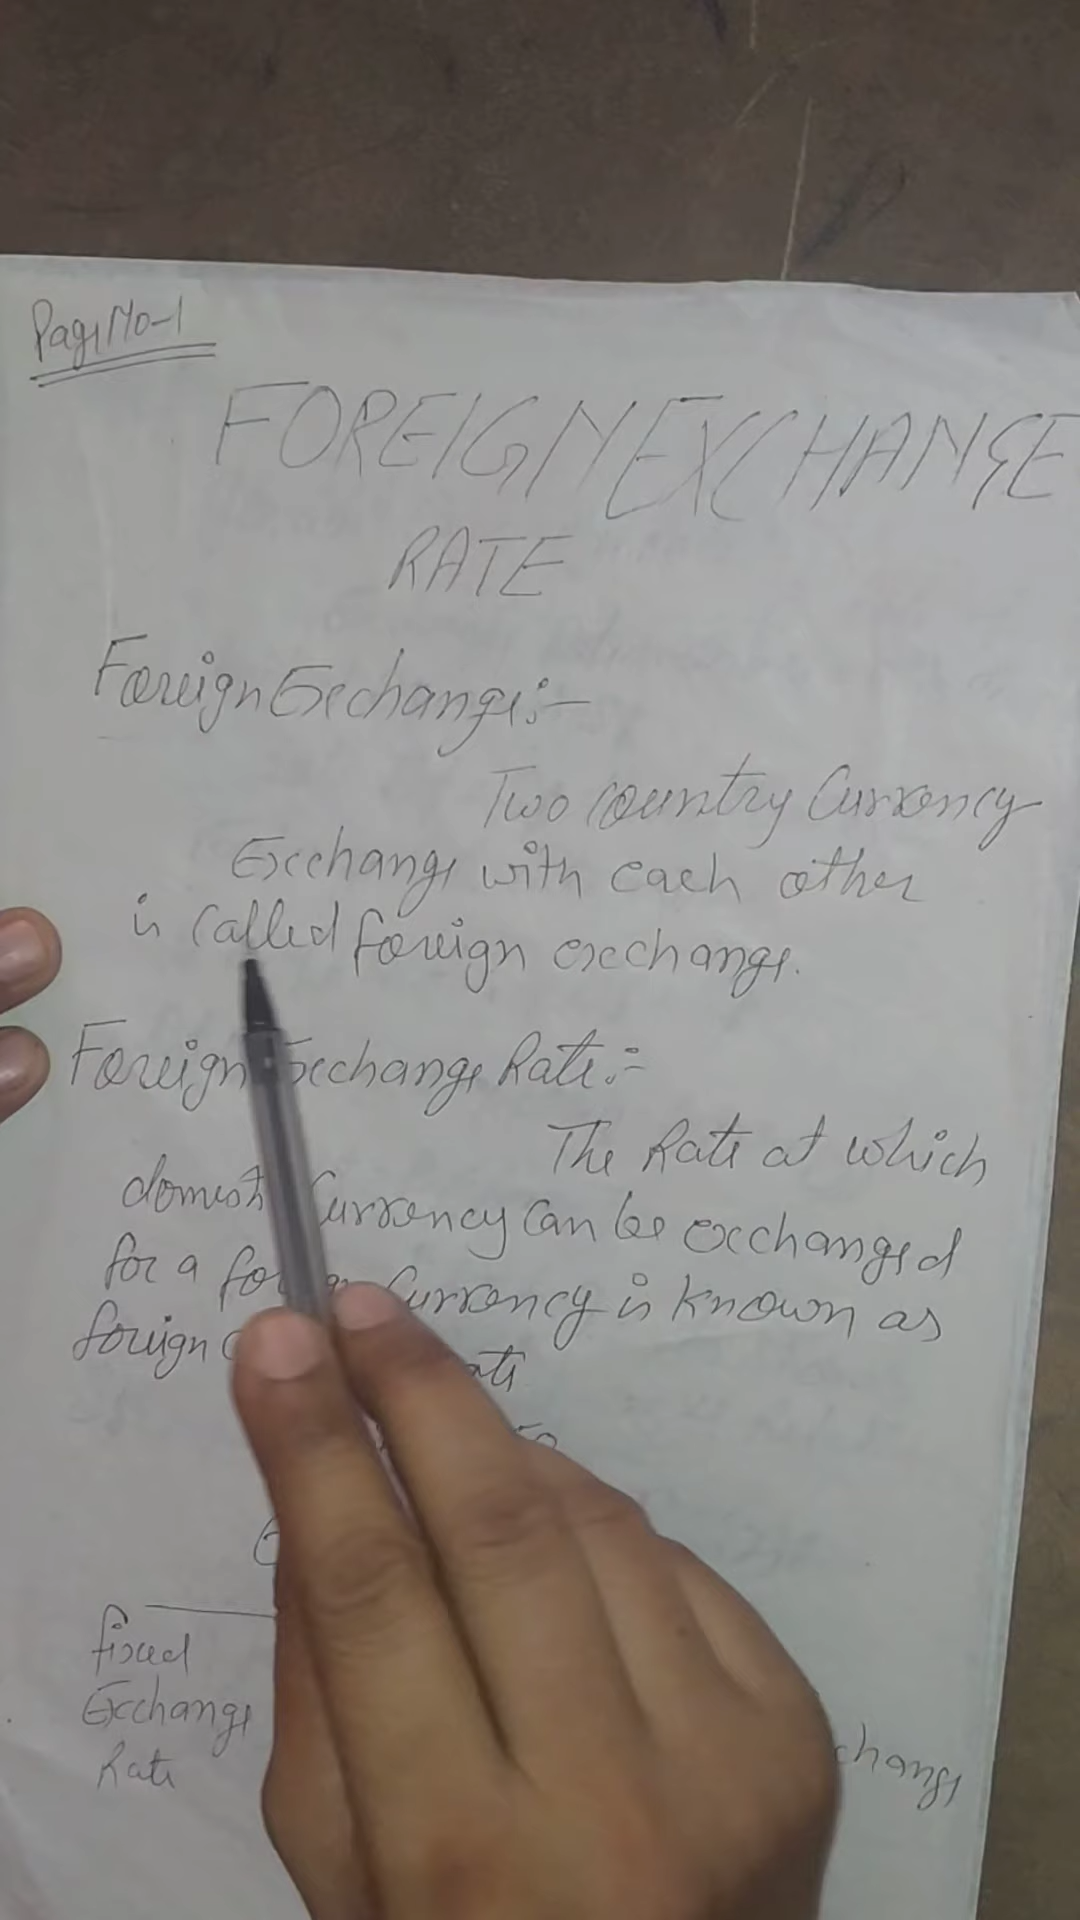 Page No-1
FOREIGN EXCHANGE
RATE
Foreign Exchange:-
Two Country Currency
Exchange with each other
is called foreign exchange.
Foreign Exchange Rate:-
The Rate at which
Currency can be exchanged
for a Currency is known as
foreign
fixed
Exchange
Rate